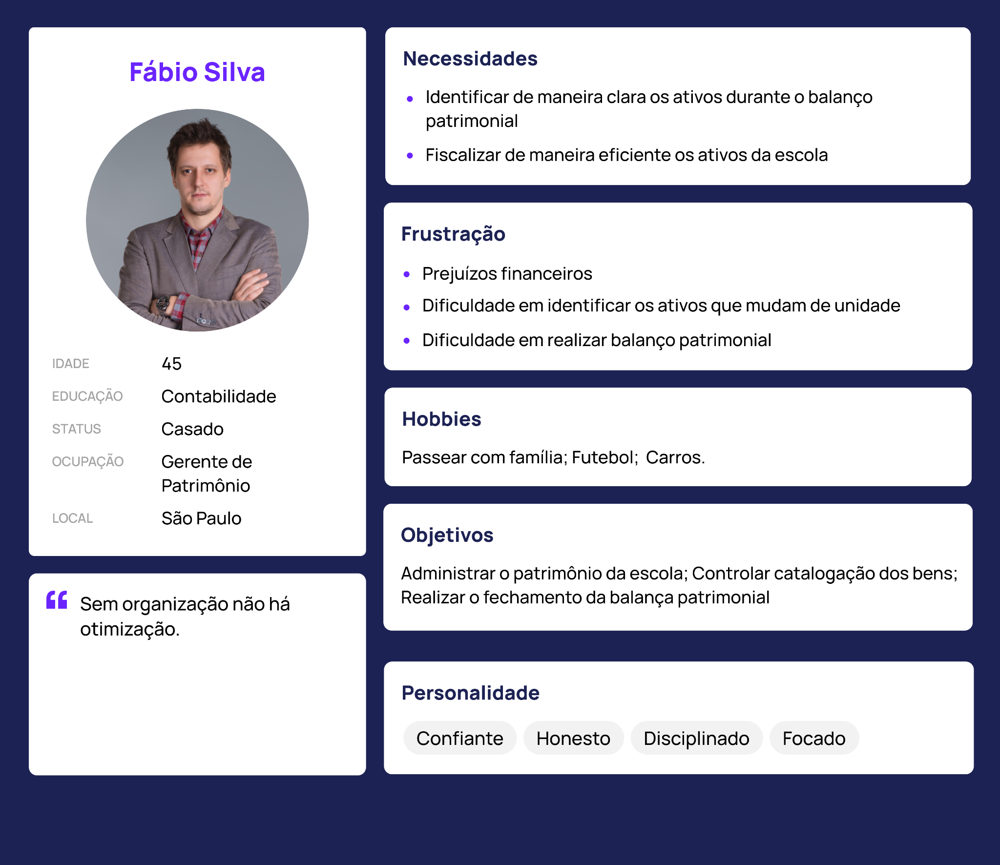 Fábio Silva
IDADE 45
EDUCAÇÃO Contabilidade
STATUS Casado
OCUPAÇÃO Gerente de
Patrimônio
LOCAL São Paulo
Sem organização não há
otimização.
Necessidades
Identificar de maneira clara os ativos durante o balanço
patrimonial
Fiscalizar de maneira eficiente os ativos da escola
Frustração
Prejuízos financeiros
Dificuldade em identificar os ativos que mudam de unidade
Dificuldade em realizar balanço patrimonial
Hobbies
Passear com família; Futebol;  Carros.
Objetivos
Administrar o patrimônio da escola; Controlar catalogação dos bens;
Realizar o fechamento da balança patrimonial
Personalidade
Confiante Honesto Disciplinado Focado